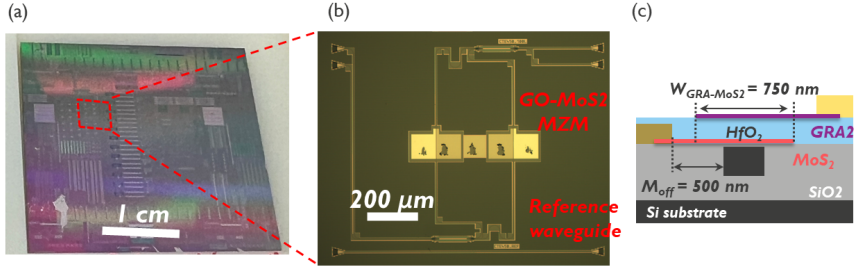 (a)
1 cm
(b)
GO-MoS2
MZM
200 µm
Reference
waveguide
(c)
W_GRA-MoS2 = 750 nm
HfO₂
GRA2
MoS₂
M_off = 500 nm
SiO2
Si substrate